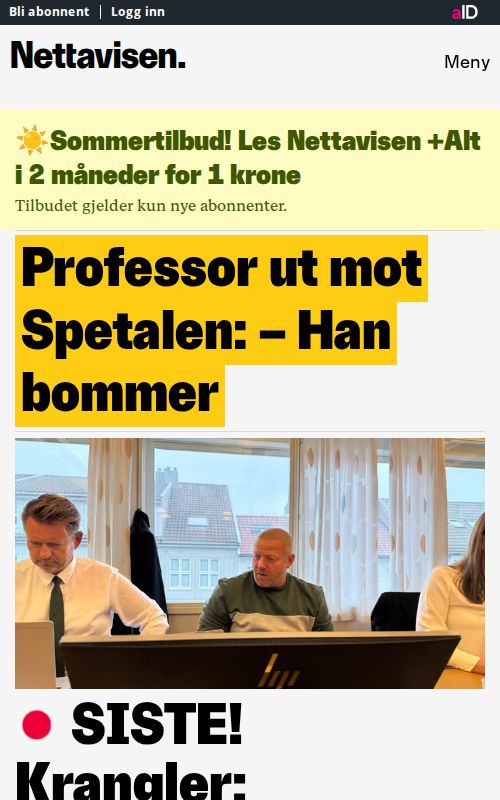 Bli abonnent | Logg inn
aID
Nettavisen.
Meny
☀️Sommertilbud! Les Nettavisen +Alt
i 2 måneder for 1 krone
Tilbudet gjelder kun nye abonnenter.
Professor ut mot
Spetalen: – Han
bommer
hp
SISTE!
Krangler: